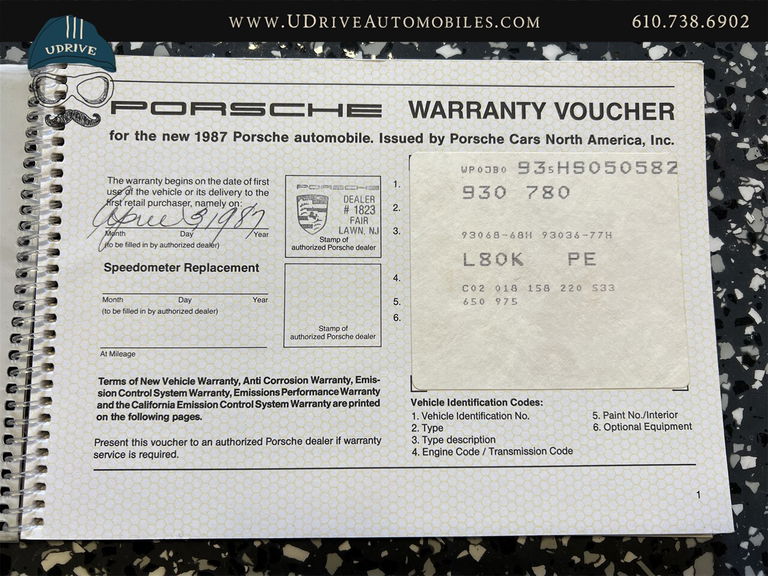 WWW.UDRIVEAUTOMOBILES.COM
610.738.6902
UDRIVE
PORSCHE WARRANTY VOUCHER
for the new 1987 Porsche automobile. Issued by Porsche Cars North America, Inc.
The warranty begins on the date of first
use of the vehicle or its delivery to the
first retail purchaser, namely on:
April 3 1987
Month Day Year
(to be filled in by authorized dealer)
Speedometer Replacement
Month Day Year
(to be filled in by authorized dealer)
At Mileage
PORSCHE
DEALER
# 1823
FAIR
LAWN, NJ
Stamp of
authorized Porsche dealer
Stamp of
authorized Porsche dealer
1.
2.
3.
4.
5.
6.
WP0JB0 93sHS050582
930 780
93068-68H 93036-77H
L80K PE
C02 018 158 220 533
650 975
Terms of New Vehicle Warranty, Anti Corrosion Warranty, Emis-
sion Control System Warranty, Emissions Performance Warranty
and the California Emission Control System Warranty are printed
on the following pages.
Present this voucher to an authorized Porsche dealer if warranty
service is required.
Vehicle Identification Codes:
1. Vehicle Identification No.
2. Type
3. Type description
4. Engine Code / Transmission Code
5. Paint No./Interior
6. Optional Equipment
1